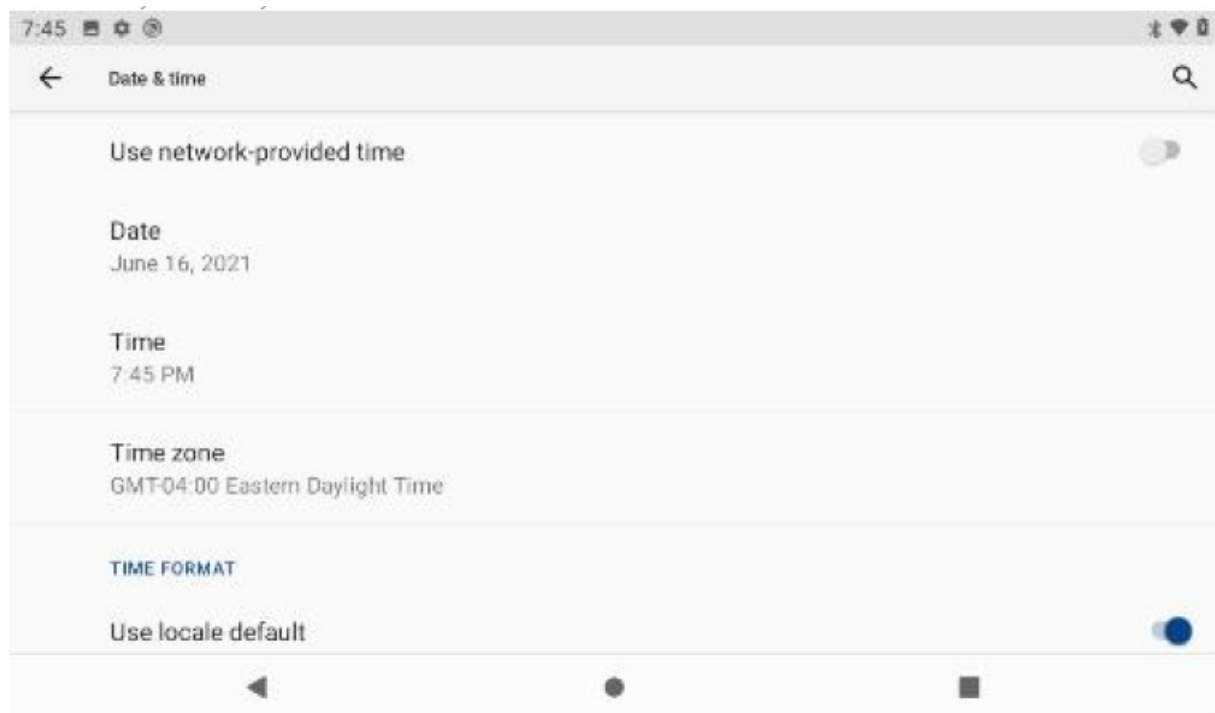 7:45
Date & time
Use network-provided time
Date
June 16, 2021
Time
7:45 PM
Time zone
GMT-04:00 Eastern Daylight Time
TIME FORMAT
Use locale default